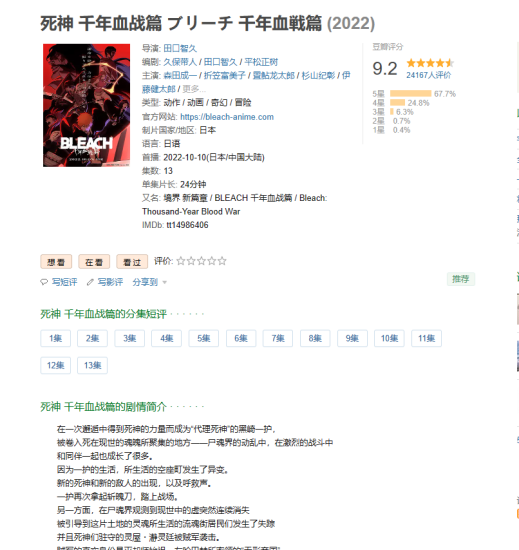 死神 千年血战篇 ブリーチ 千年血戦篇 (2022)
导演: 田口智久
编剧: 久保带人 / 田口智久 / 平松正树
主演: 森田成一 / 折笠富美子 / 置鲇龙太郎 / 杉山纪彰 / 伊
藤健太郎 / 更多...
类型: 动作 / 动画 / 奇幻 / 冒险
官方网站: https://bleach-anime.com
制片国家/地区: 日本
语言: 日语
首播: 2022-10-10(日本/中国大陆)
集数: 13
单集片长: 24分钟
又名: 境界 新篇章 / BLEACH 千年血战篇 / Bleach:
Thousand-Year Blood War
IMDb: tt14986406
BLEACH
豆瓣评分
9.2
24167人评价
5星 67.7%
4星 24.8%
3星 6.3%
2星 0.7%
1星 0.4%
想看 在看 看过 评价:
写短评 写影评 分享到
推荐
死神 千年血战篇的分集短评 · · · · · ·
1集 2集 3集 4集 5集 6集 7集 8集 9集 10集 11集
12集 13集
死神 千年血战篇的剧情简介 · · · · · ·
在一次邂逅中得到死神的力量而成为“代理死神”的黑崎一护，
被卷入死在现世的魂魄所聚集的地方——尸魂界的动乱中，在激烈的战斗中
和同伴一起也成长了很多。
因为一护的生活，所生活的空座町发生了异变。
新的死神和新的敌人的出现，以及呼救声。
一护再次拿起斩魄刀，踏上战场。
另一方面，在尸魂界观测到现世中的虚突然连续消失
被引导到这片土地的灵魂所生活的流魂街居民们发生了失踪
并且死神们驻守的灵屋・瀞灵廷被贼军袭击。